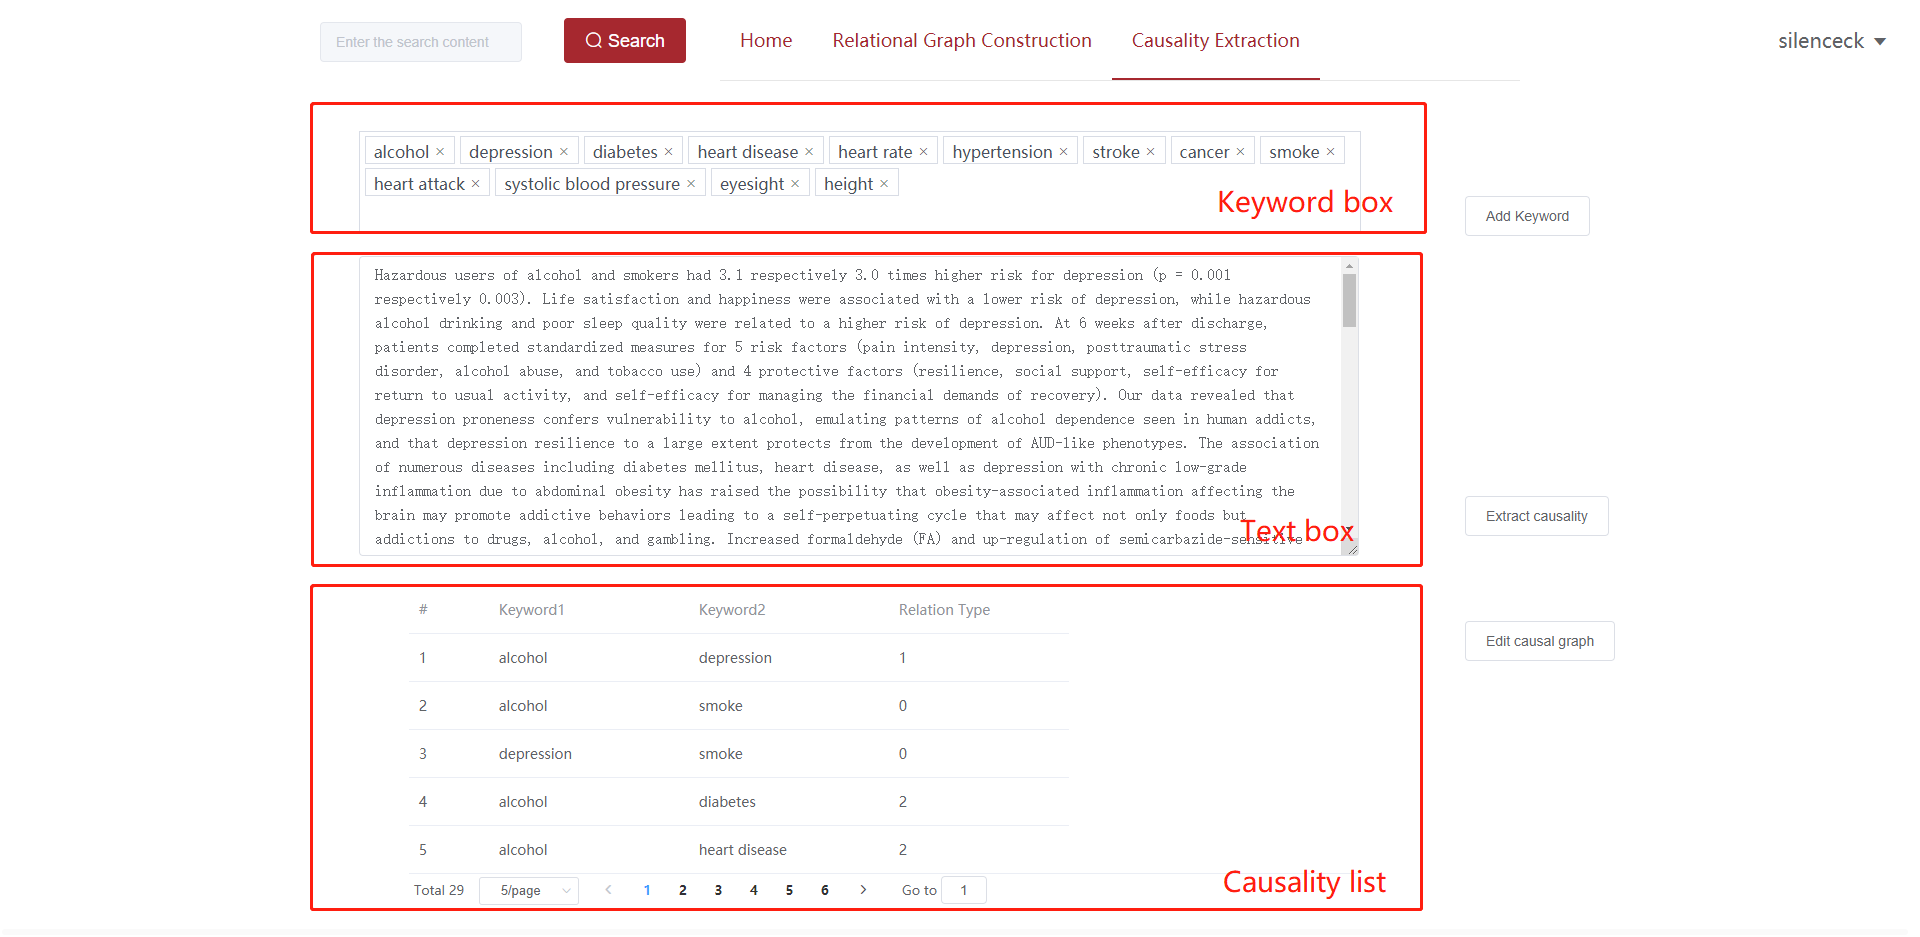 Enter the search content
Search
Home
Relational Graph Construction
Causality Extraction
silenceck
alcohol × depression × diabetes × heart disease × heart rate × hypertension × stroke × cancer × smoke ×
heart attack × systolic blood pressure × eyesight × height ×
Keyword box
Add Keyword
Hazardous users of alcohol and smokers had 3.1 respectively 3.0 times higher risk for depression (p = 0.001
respectively 0.003). Life satisfaction and happiness were associated with a lower risk of depression, while hazardous
alcohol drinking and poor sleep quality were related to a higher risk of depression. At 6 weeks after discharge,
patients completed standardized measures for 5 risk factors (pain intensity, depression, posttraumatic stress
disorder, alcohol abuse, and tobacco use) and 4 protective factors (resilience, social support, self-efficacy for
return to usual activity, and self-efficacy for managing the financial demands of recovery). Our data revealed that
depression proneness confers vulnerability to alcohol, emulating patterns of alcohol dependence seen in human addicts,
and that depression resilience to a large extent protects from the development of AUD-like phenotypes. The association
of numerous diseases including diabetes mellitus, heart disease, as well as depression with chronic low-grade
inflammation due to abdominal obesity has raised the possibility that obesity-associated inflammation affecting the
brain may promote addictive behaviors leading to a self-perpetuating cycle that may affect not only foods but
addictions to drugs, alcohol, and gambling. Increased formaldehyde (FA) and up-regulation of semicarbazide-sensitive
Text box
Extract causality
Edit causal graph
# Keyword1 Keyword2 Relation Type
1 alcohol depression 1
2 alcohol smoke 0
3 depression smoke 0
4 alcohol diabetes 2
5 alcohol heart disease 2
Total 29 5/page < 1 2 3 4 5 6 > Go to 1
Causality list